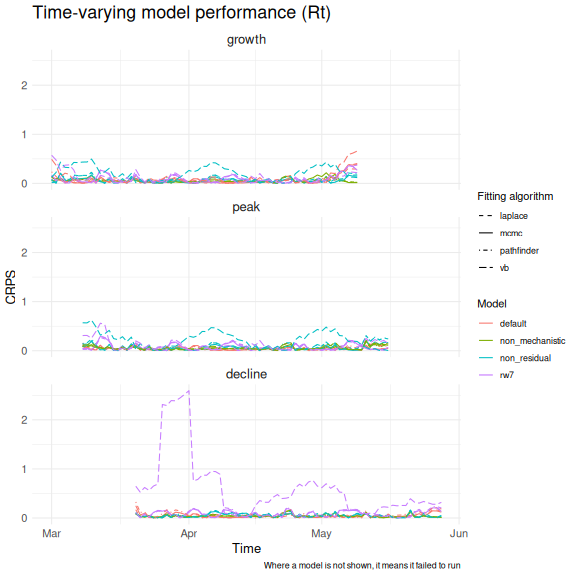 Time-varying model performance (Rt)
growth
2
1
0
peak
2
1
0
decline
2
1
0
CRPS
Mar
Apr
May
Jun
Time
Fitting algorithm
laplace
mcmc
pathfinder
vb
Model
default
non_mechanistic
non_residual
rw7
Where a model is not shown, it means it failed to run